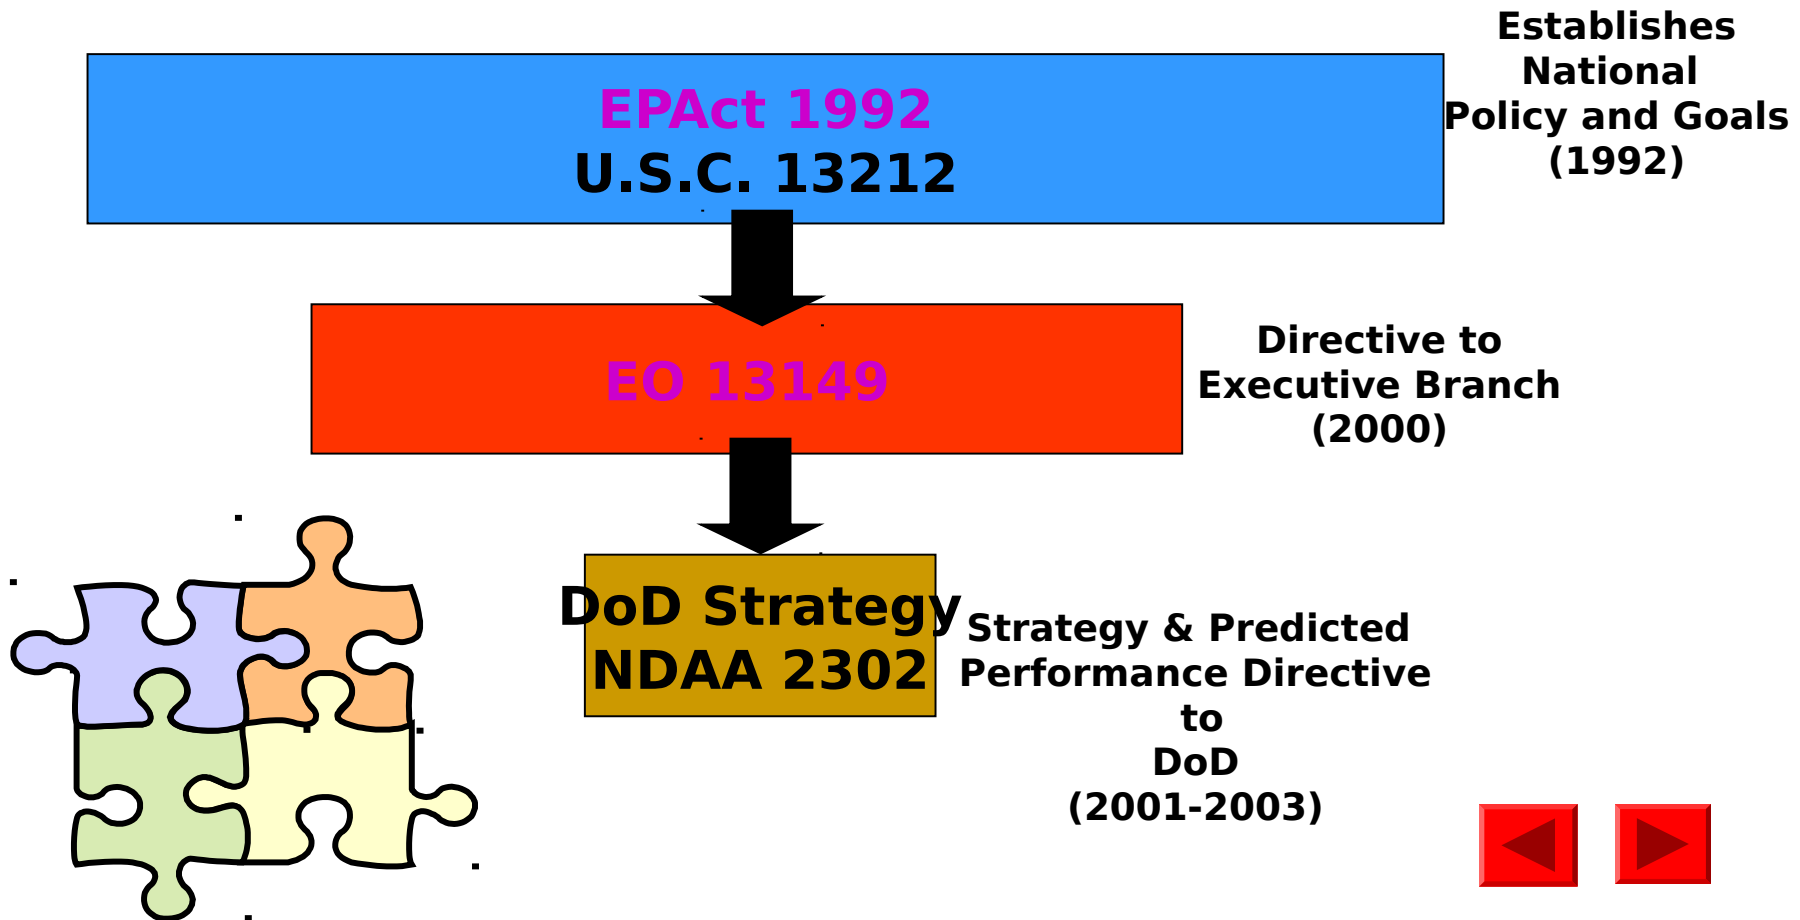 Establishes
National
Policy and Goals
(1992)
EPAct 1992
U.S.C. 13212
EO 13149
Directive to
Executive Branch
(2000)
DoD Strategy
NDAA 2302
Strategy & Predicted
Performance Directive
to
DoD
(2001-2003)